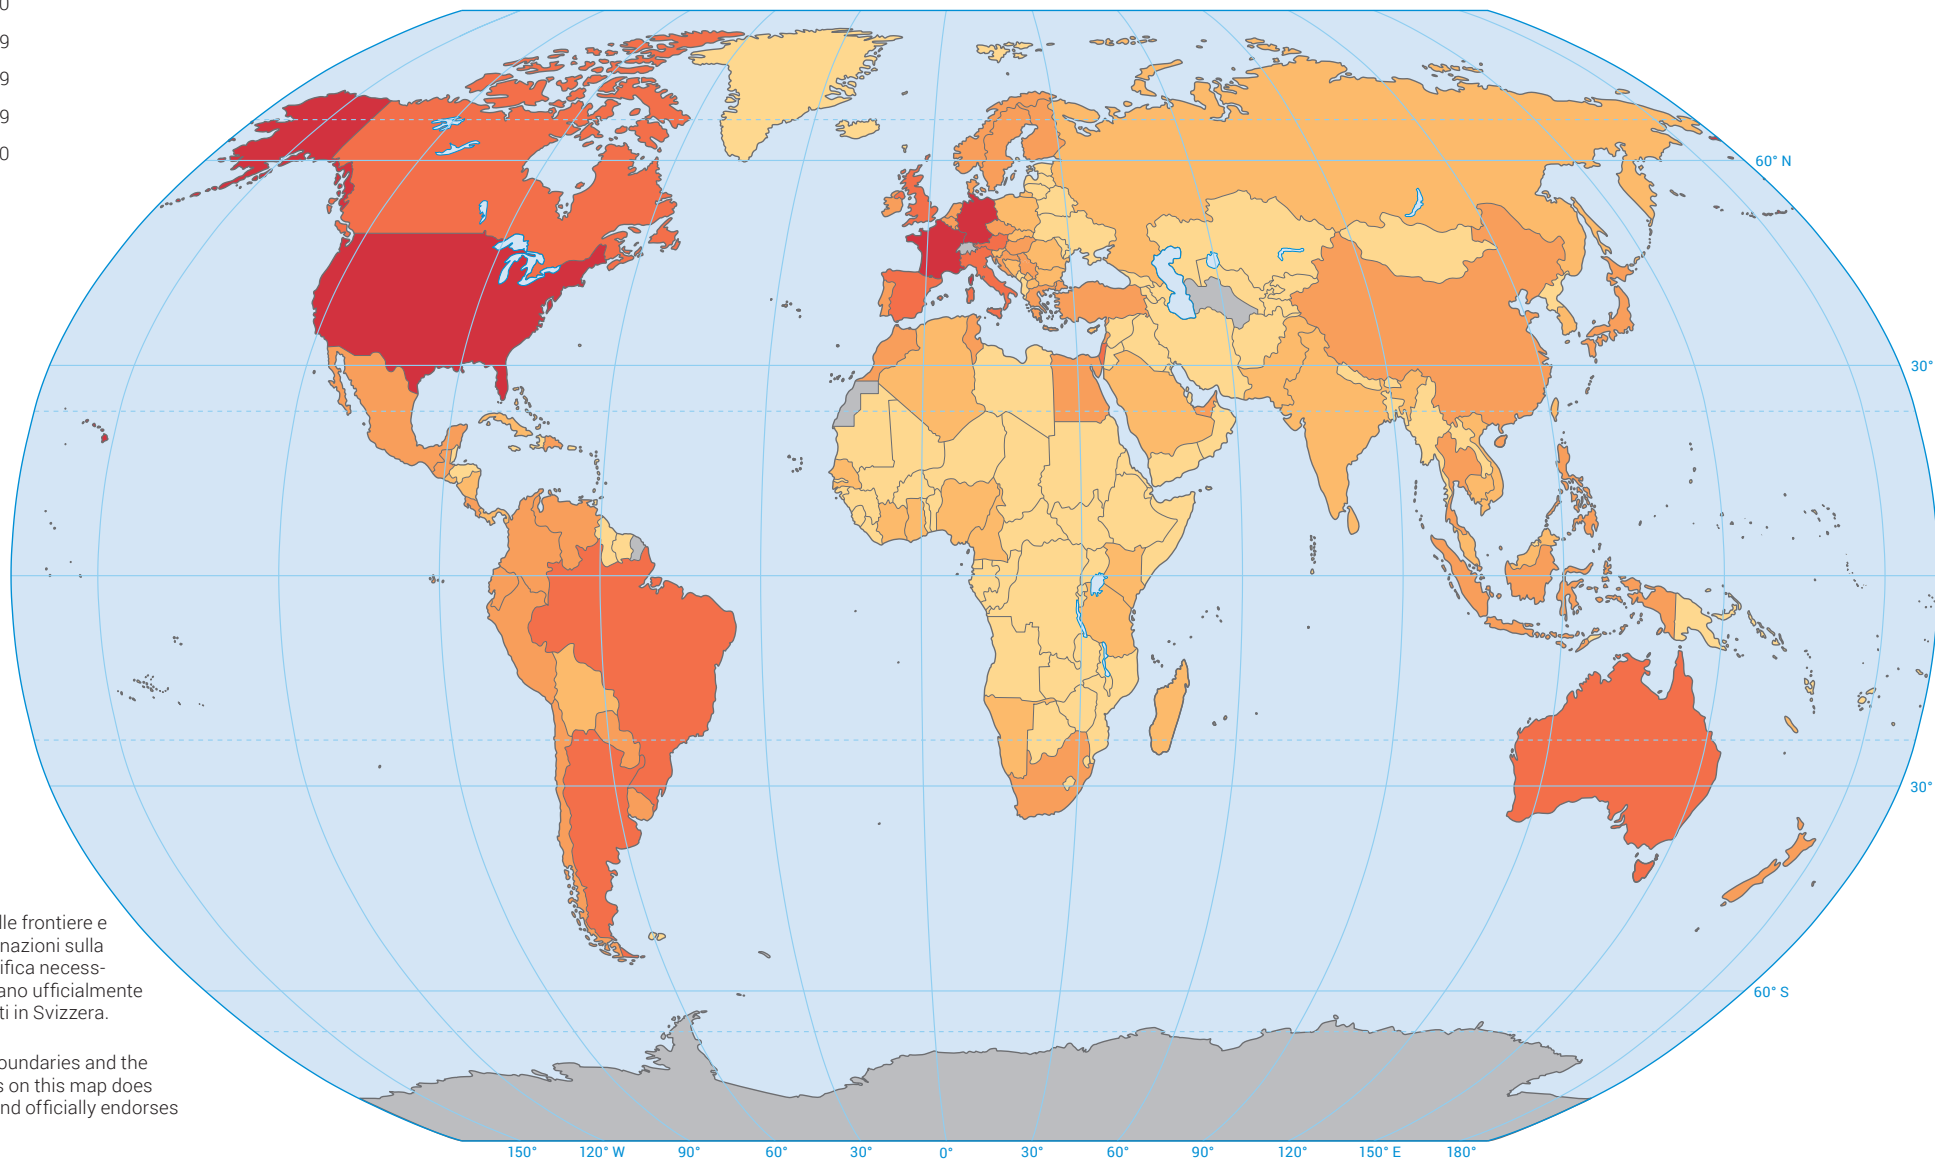 0
9
9
9
0
60° N
30°
30°
60° S
lle frontiere e
nazioni sulla
ifica necess-
ano ufficialmente
ti in Svizzera.
oundaries and the
s on this map does
nd officially endorses
150° 120° W 90° 60° 30° 0° 30° 60° 90° 120° 150° E 180°